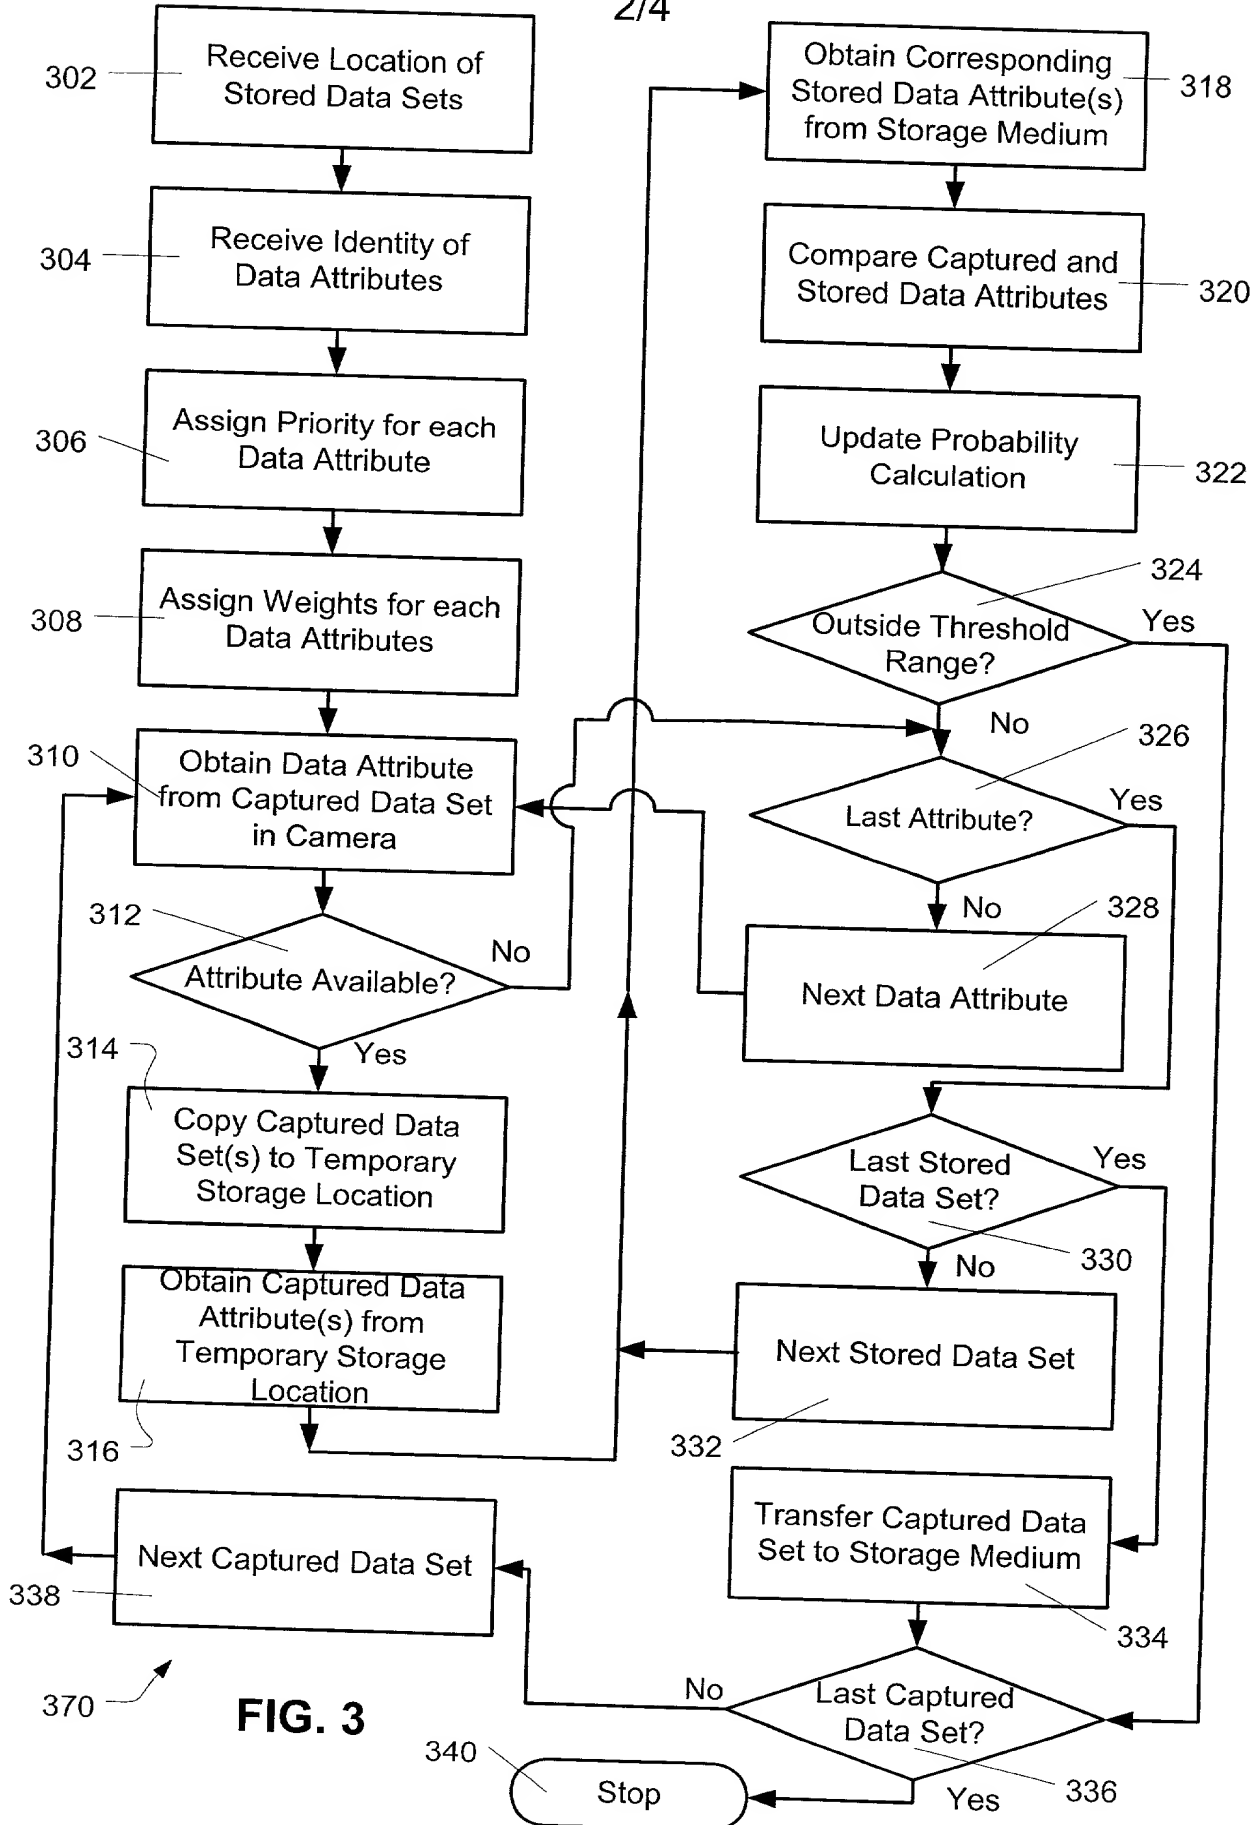 2/4
302
Receive Location of
Stored Data Sets
304
Receive Identity of
Data Attributes
306
Assign Priority for each
Data Attribute
308
Assign Weights for each
Data Attributes
310
Obtain Data Attribute
from Captured Data Set
in Camera
312
Attribute Available?
No
Yes
314
Copy Captured Data
Set(s) to Temporary
Storage Location
Obtain Captured Data
Attribute(s) from
Temporary Storage
Location
316
Next Captured Data Set
338
370
FIG. 3
Obtain Corresponding
Stored Data Attribute(s)
from Storage Medium
318
Compare Captured and
Stored Data Attributes
320
Update Probability
Calculation
322
324
Outside Threshold
Range?
Yes
No
326
Last Attribute?
Yes
No
328
Next Data Attribute
Last Stored
Data Set?
Yes
330
No
Next Stored Data Set
332
Transfer Captured Data
Set to Storage Medium
334
No
Last Captured
Data Set?
336
Yes
340
Stop